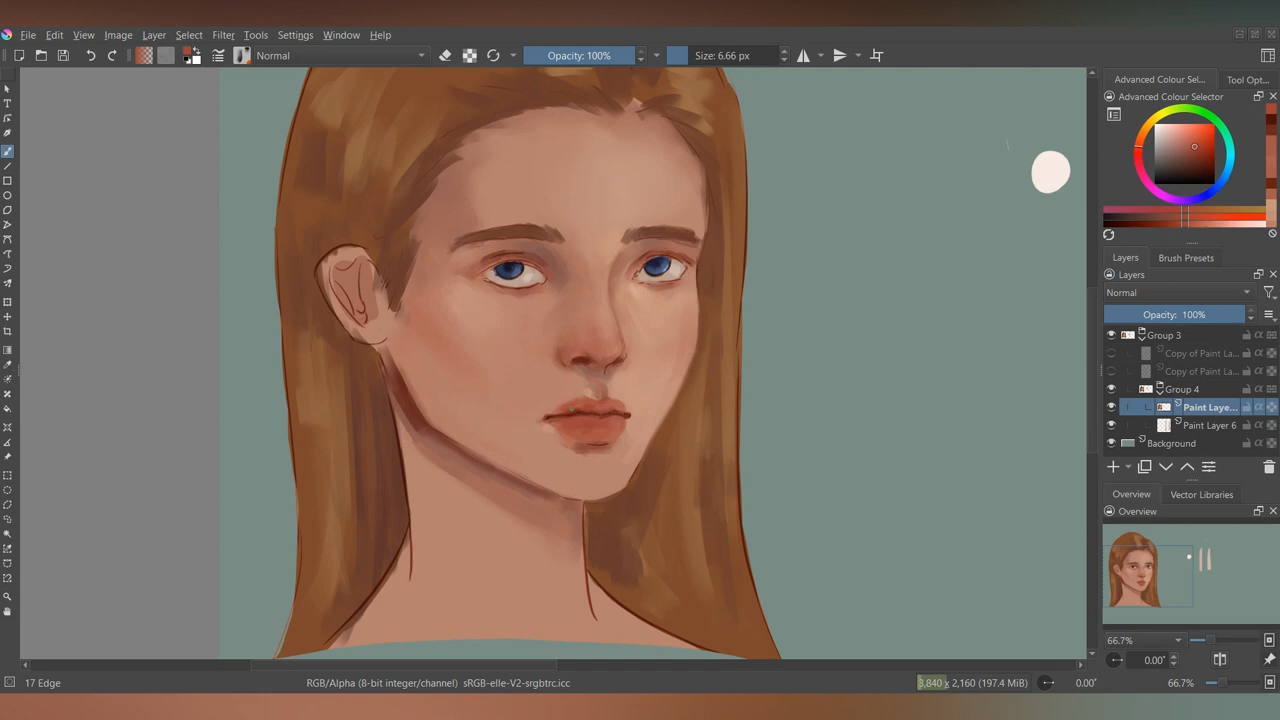 File Edit View Image Layer Select Filter Tools Settings Window Help
Normal Opacity: 100% Size: 6.66 px
Advanced Colour Sel... Tool Opt...
Advanced Colour Selector
Layers Brush Presets
Layers
Normal
Opacity: 100%
Group 3
Copy of Paint La...
Copy of Paint La...
Group 4
Paint Laye...
Paint Layer 6
Background
Overview Vector Libraries
Overview
66.7%
0.00°
17 Edge RGB/Alpha (8-bit integer/channel) sRGB-elle-V2-srgbtrc.icc 3,840 x 2,160 (197.4 MiB) 0.00° 66.7%